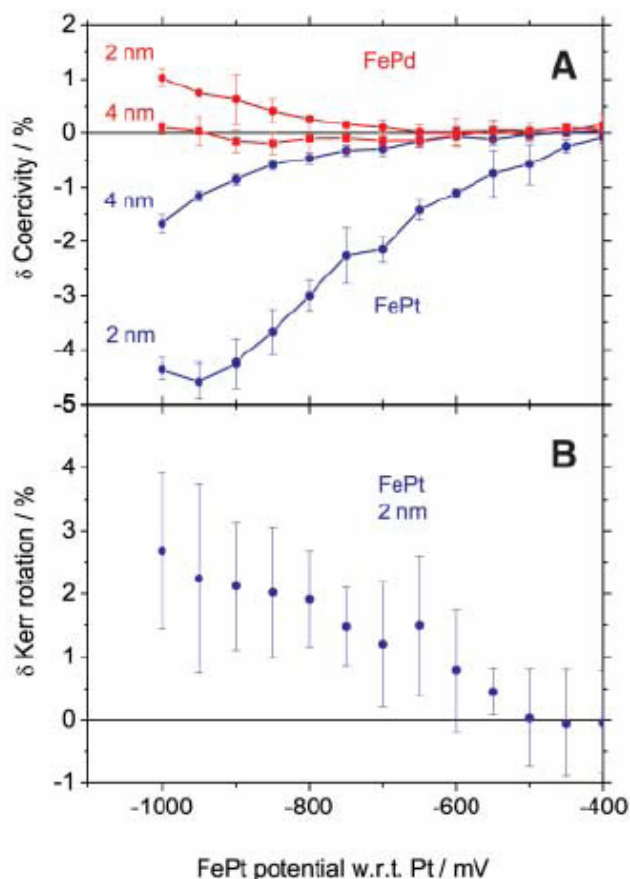 2
1
0
-1
-2
-3
-4
-5
δ Coercivity / %
2 nm
4 nm
4 nm
2 nm
FePd
FePt
A
4
3
2
1
0
-1
δ Kerr rotation / %
FePt
2 nm
B
-1000 -800 -600 -400
FePt potential w.r.t. Pt / mV